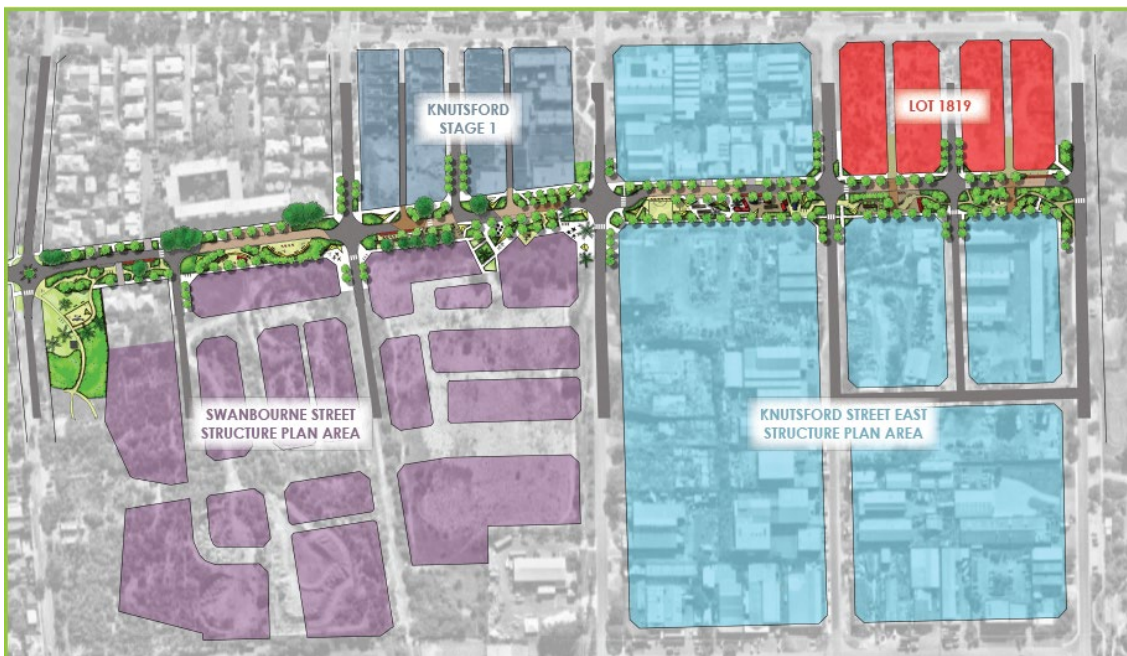 KNUTSFORD
STAGE 1
LOT 1819
SWANBOURNE STREET
STRUCTURE PLAN AREA
KNUTSFORD STREET EAST
STRUCTURE PLAN AREA